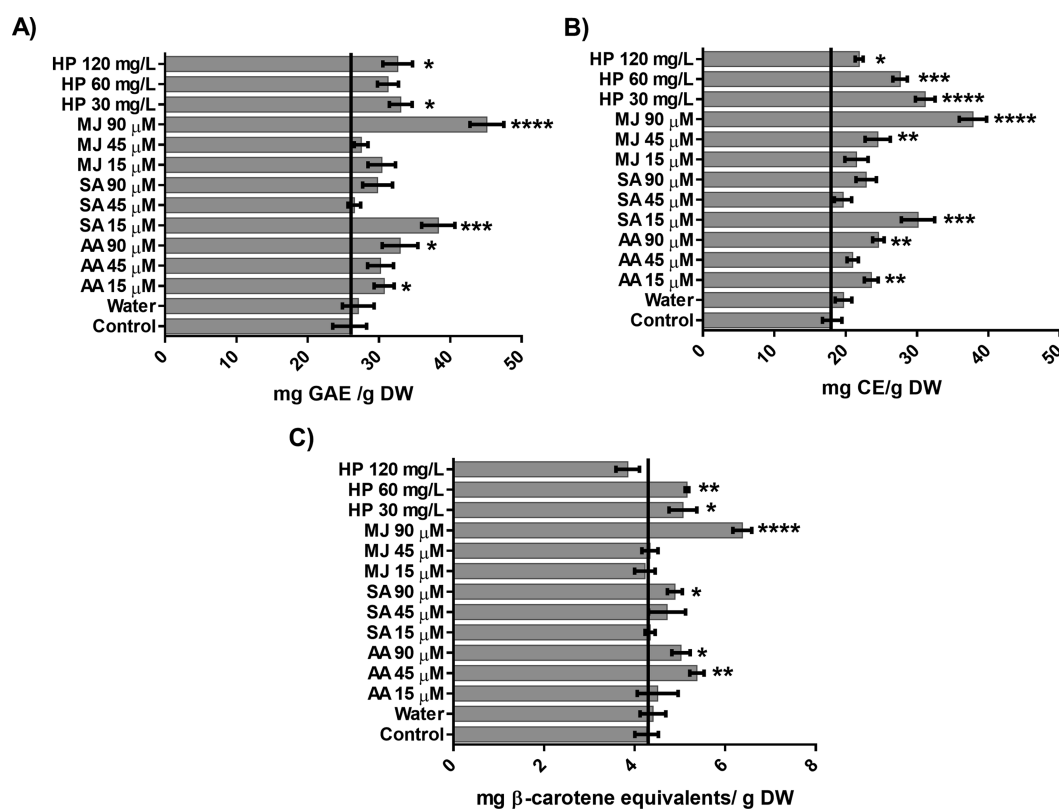 A)
HP 120 mg/L *
HP 60 mg/L
HP 30 mg/L *
MJ 90 μM ****
MJ 45 μM
MJ 15 μM
SA 90 μM
SA 45 μM
SA 15 μM ***
AA 90 μM *
AA 45 μM
AA 15 μM *
Water
Control
0 10 20 30 40 50
mg GAE /g DW
B)
HP 120 mg/L *
HP 60 mg/L ***
HP 30 mg/L ****
MJ 90 μM ****
MJ 45 μM **
MJ 15 μM
SA 90 μM
SA 45 μM
SA 15 μM ***
AA 90 μM **
AA 45 μM
AA 15 μM **
Water
Control
0 10 20 30 40 50
mg CE/g DW
C)
HP 120 mg/L
HP 60 mg/L **
HP 30 mg/L *
MJ 90 μM ****
MJ 45 μM
MJ 15 μM
SA 90 μM *
SA 45 μM
SA 15 μM
AA 90 μM *
AA 45 μM **
AA 15 μM
Water
Control
0 2 4 6 8
mg β-carotene equivalents/ g DW